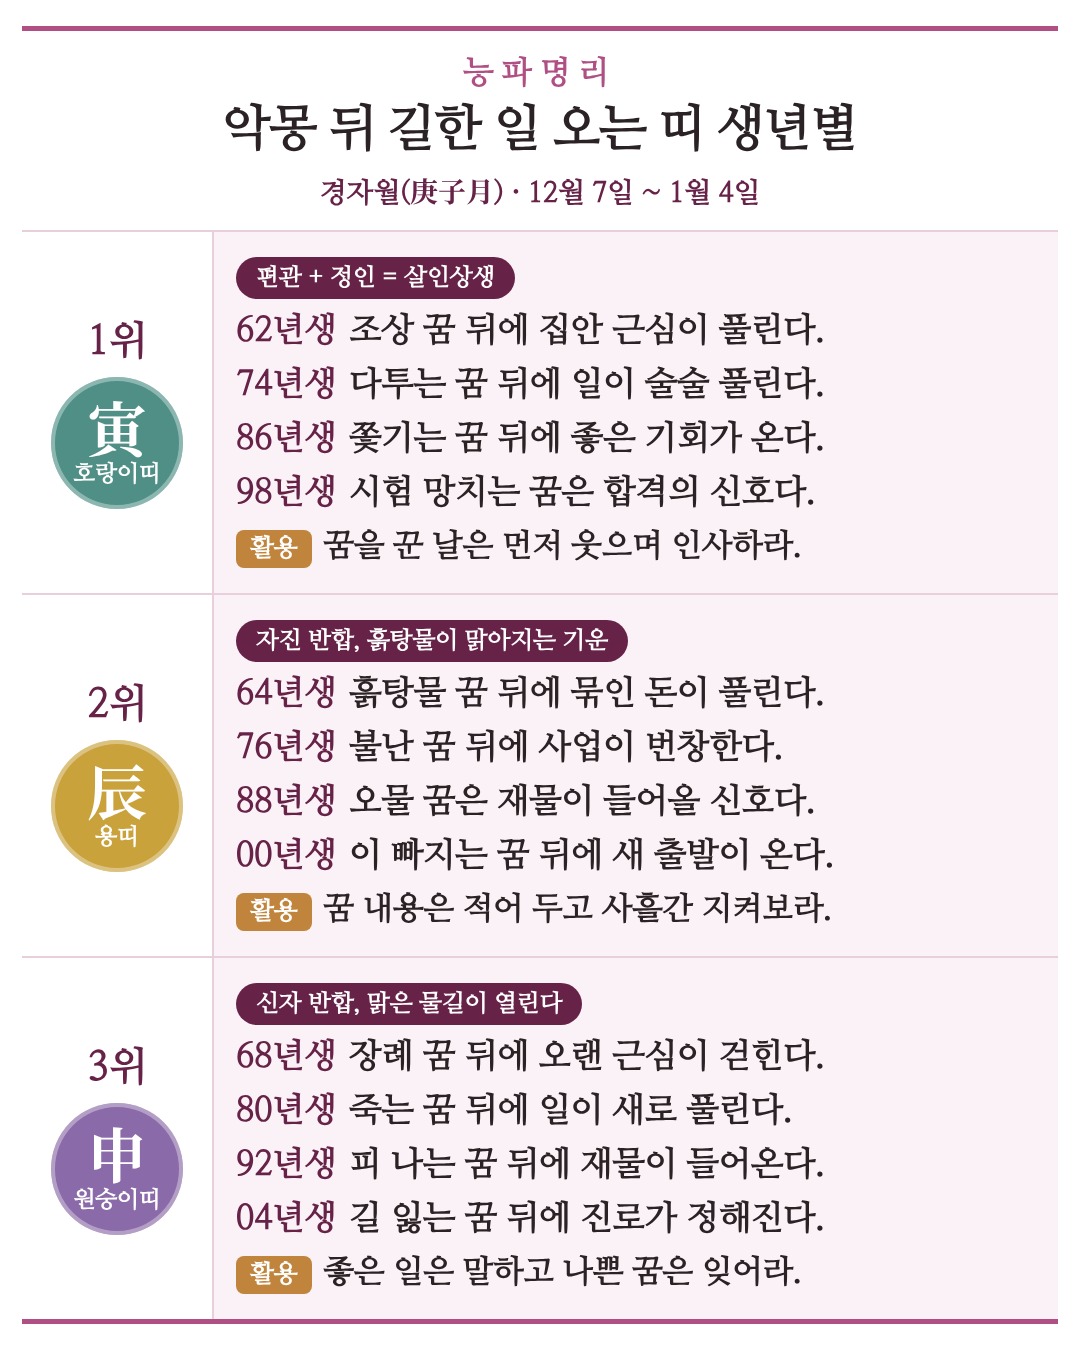 능파명리
악몽 뒤 길한 일 오는 띠 생년별
경자월(庚子月) · 12월 7일 ~ 1월 4일
1위
寅
호랑이띠
편관 + 정인 = 살인상생
62년생 조상 꿈 뒤에 집안 근심이 풀린다.
74년생 다투는 꿈 뒤에 일이 술술 풀린다.
86년생 쫓기는 꿈 뒤에 좋은 기회가 온다.
98년생 시험 망치는 꿈은 합격의 신호다.
활용 꿈을 꾼 날은 먼저 웃으며 인사하라.
2위
辰
용띠
자진 반합, 흙탕물이 맑아지는 기운
64년생 흙탕물 꿈 뒤에 묶인 돈이 풀린다.
76년생 불난 꿈 뒤에 사업이 번창한다.
88년생 오물 꿈은 재물이 들어올 신호다.
00년생 이 빠지는 꿈 뒤에 새 출발이 온다.
활용 꿈 내용은 적어 두고 사흘간 지켜보라.
3위
申
원숭이띠
신자 반합, 맑은 물길이 열린다
68년생 장례 꿈 뒤에 오랜 근심이 걷힌다.
80년생 죽는 꿈 뒤에 일이 새로 풀린다.
92년생 피 나는 꿈 뒤에 재물이 들어온다.
04년생 길 잃는 꿈 뒤에 진로가 정해진다.
활용 좋은 일은 말하고 나쁜 꿈은 잊어라.